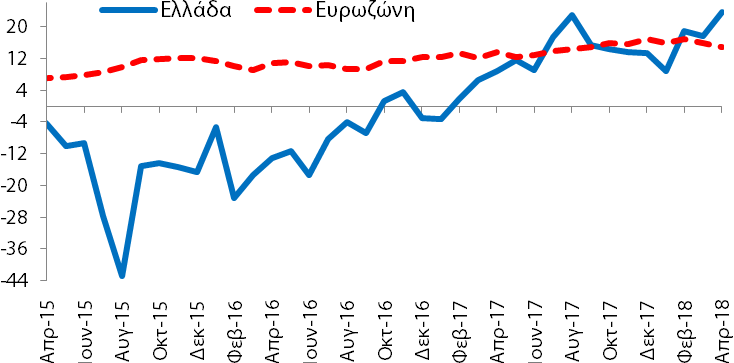 Ελλάδα
Ευρωζώνη
20
12
4
-4
-12
-20
-28
-36
-44
Απρ-15
Ιουν-15
Αυγ-15
Οκτ-15
Δεκ-15
Φεβ-16
Απρ-16
Ιουν-16
Αυγ-16
Οκτ-16
Δεκ-16
Φεβ-17
Απρ-17
Ιουν-17
Αυγ-17
Οκτ-17
Δεκ-17
Φεβ-18
Απρ-18